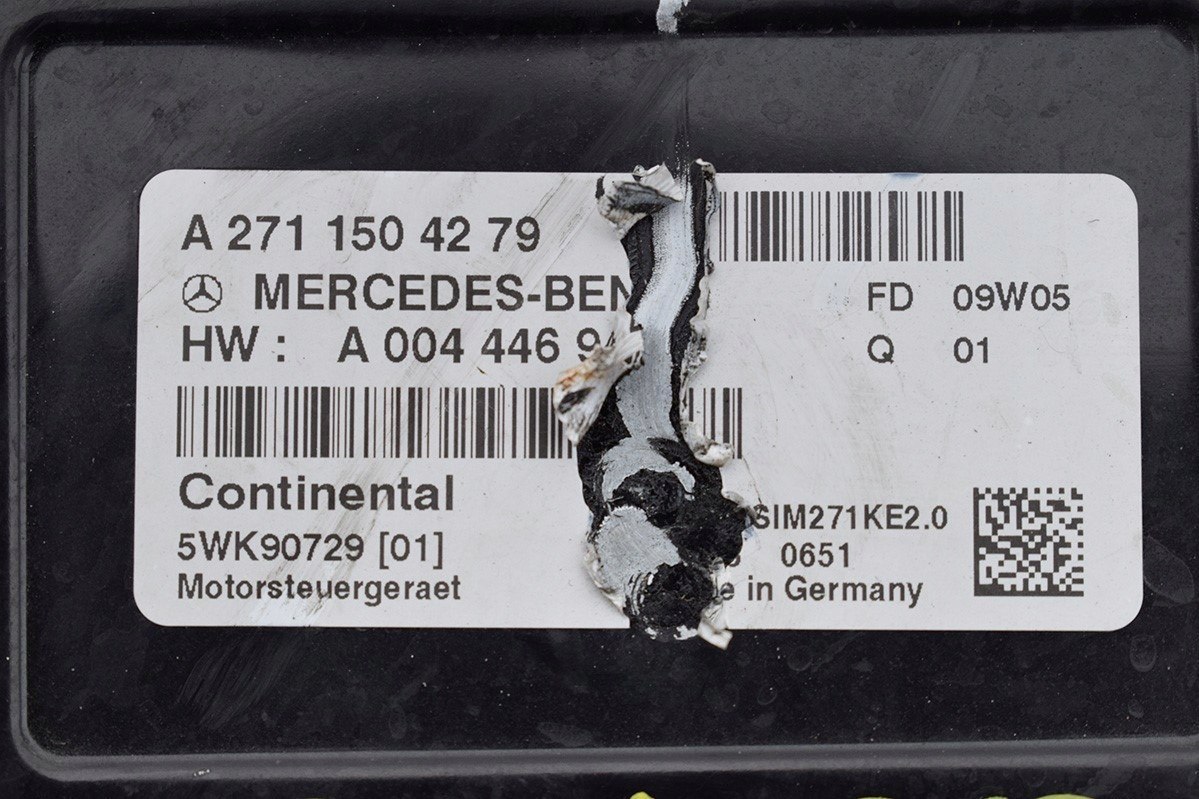 A 271 150 42 79
MERCEDES-BEN
FD 09W05
HW : A 004 446 9
Q 01
Continental
SIM271KE2.0
5WK90729 [01]
0651
Motorsteuergeraet
in Germany